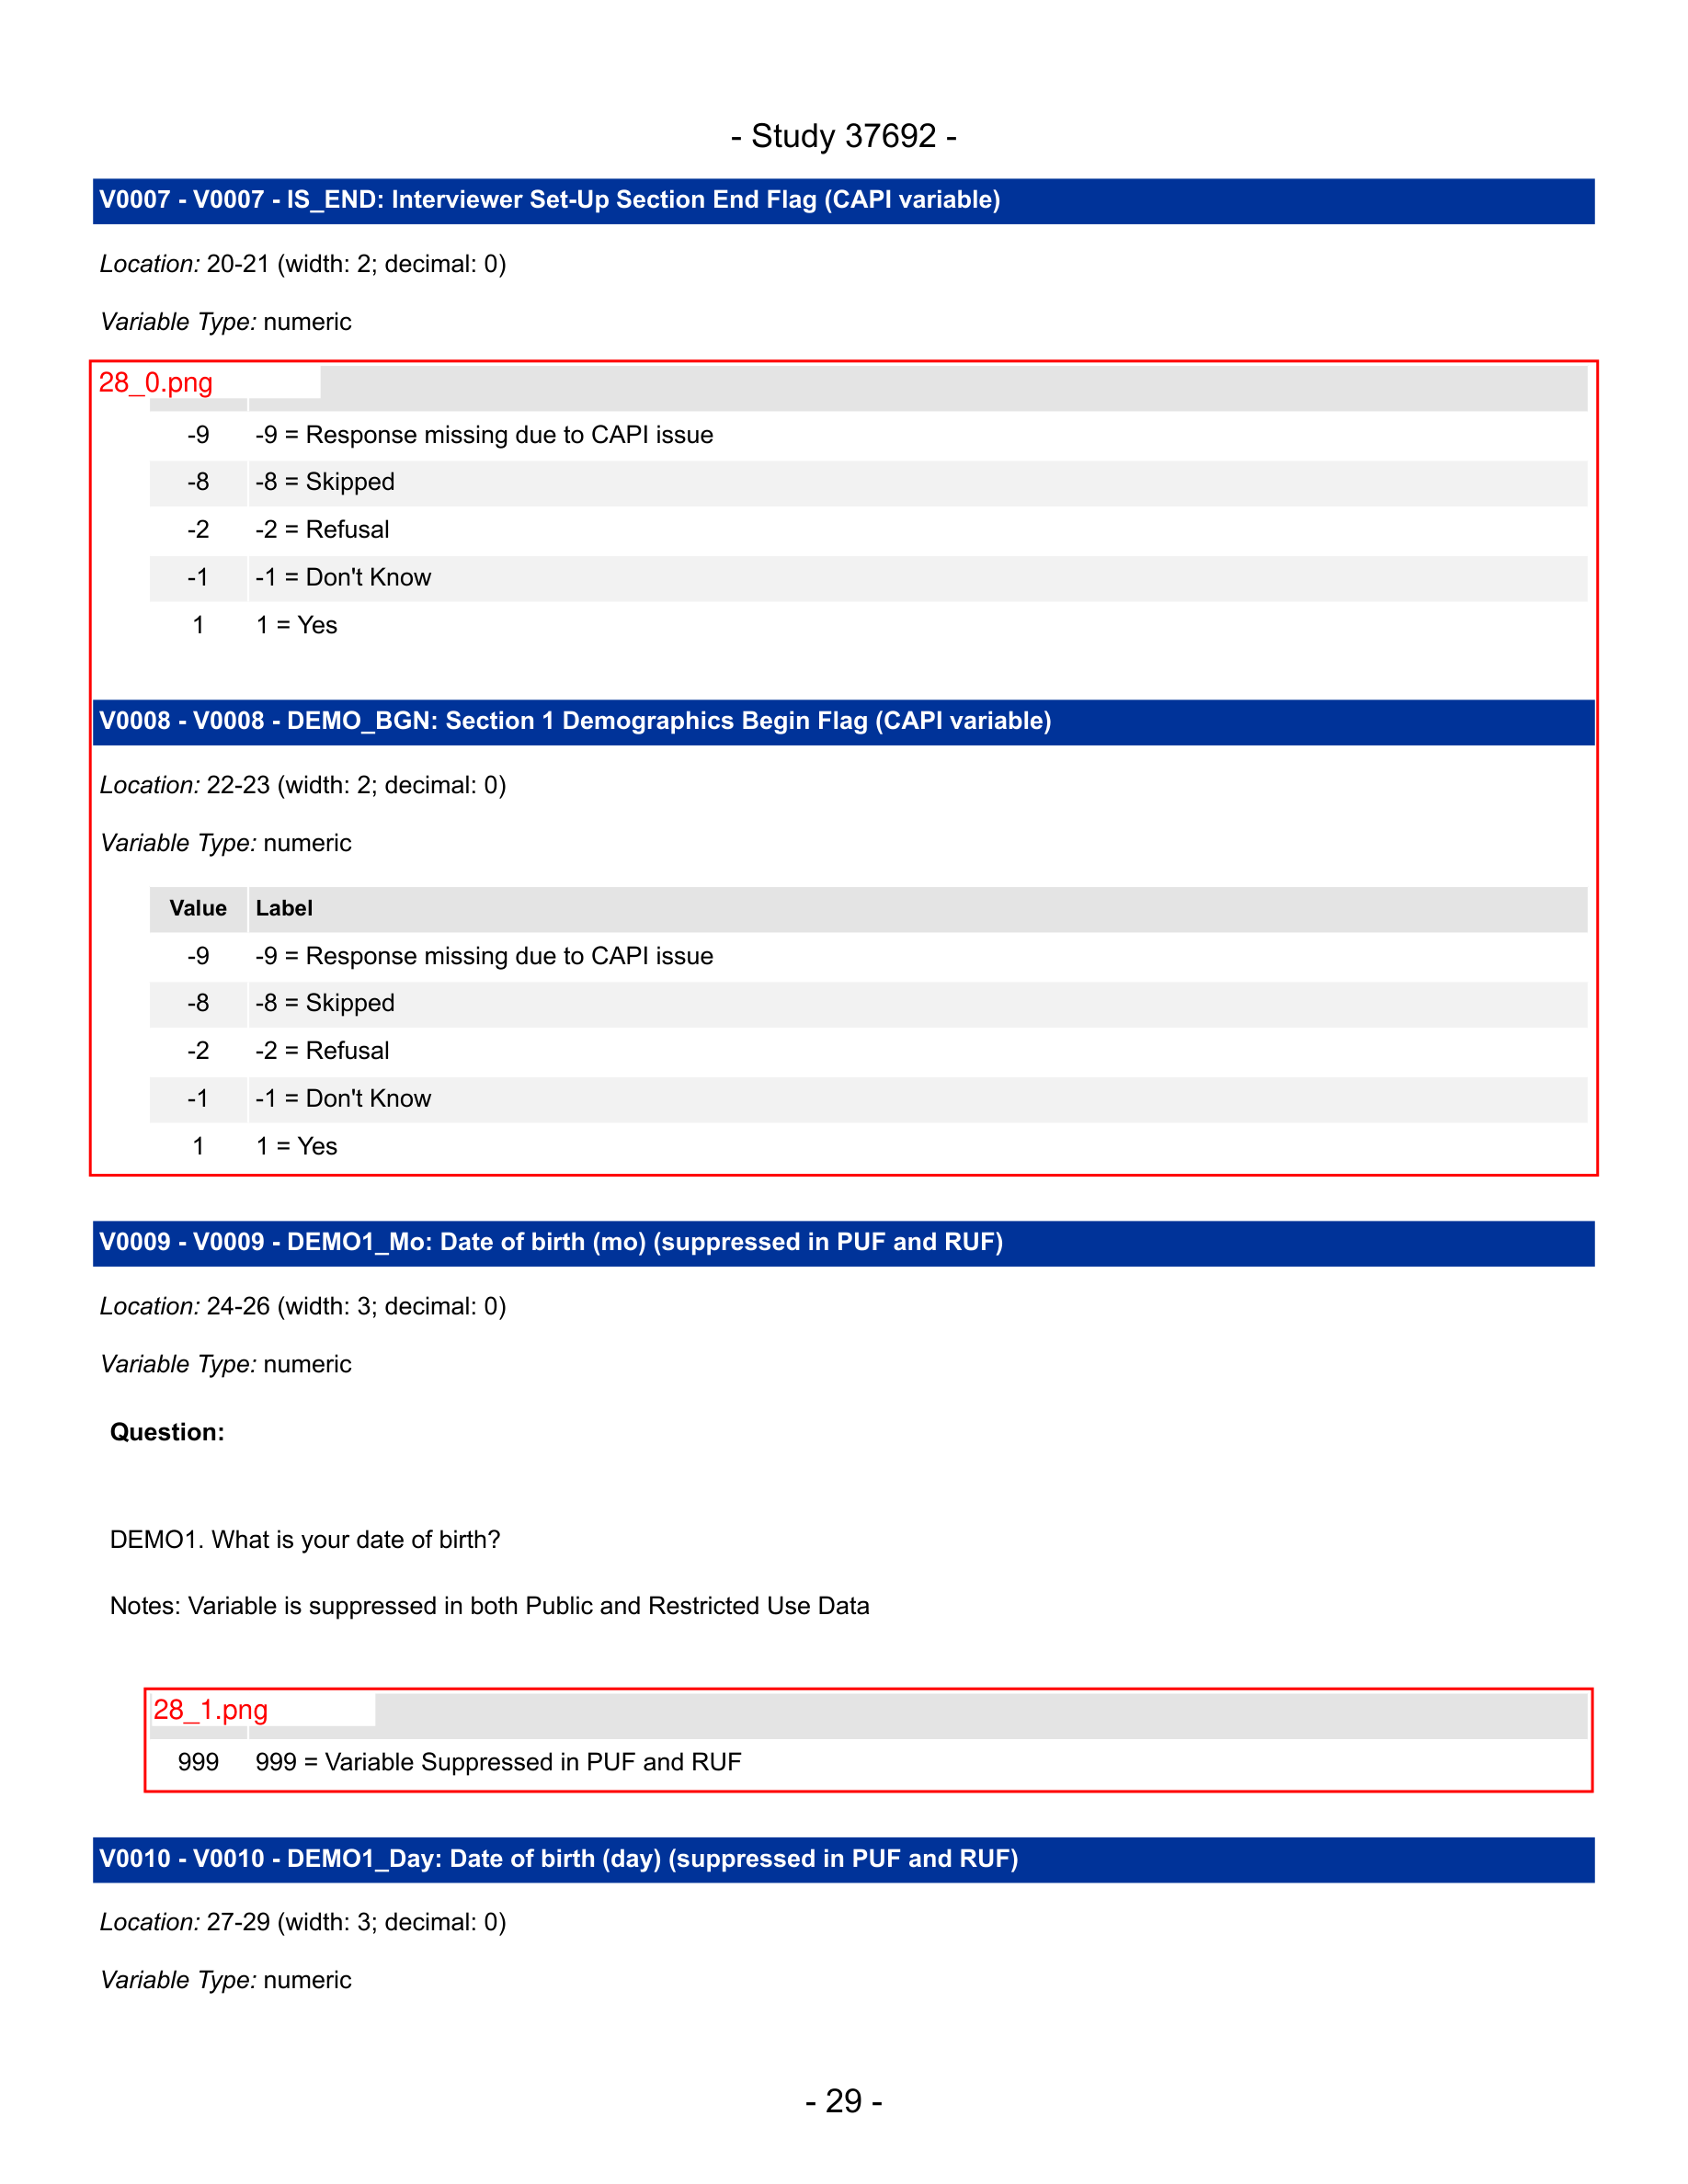 - Study 37692 -
V0007 - V0007 - IS_END: Interviewer Set-Up Section End Flag (CAPI variable)
Location: 20-21 (width: 2; decimal: 0)
Variable Type: numeric
28_0.png
-9 -9 = Response missing due to CAPI issue
-8 -8 = Skipped
-2 -2 = Refusal
-1 -1 = Don't Know
1 1 = Yes
V0008 - V0008 - DEMO_BGN: Section 1 Demographics Begin Flag (CAPI variable)
Location: 22-23 (width: 2; decimal: 0)
Variable Type: numeric
Value Label
-9 -9 = Response missing due to CAPI issue
-8 -8 = Skipped
-2 -2 = Refusal
-1 -1 = Don't Know
1 1 = Yes
V0009 - V0009 - DEMO1_Mo: Date of birth (mo) (suppressed in PUF and RUF)
Location: 24-26 (width: 3; decimal: 0)
Variable Type: numeric
Question:
DEMO1. What is your date of birth?
Notes: Variable is suppressed in both Public and Restricted Use Data
28_1.png
999 999 = Variable Suppressed in PUF and RUF
V0010 - V0010 - DEMO1_Day: Date of birth (day) (suppressed in PUF and RUF)
Location: 27-29 (width: 3; decimal: 0)
Variable Type: numeric
- 29 -